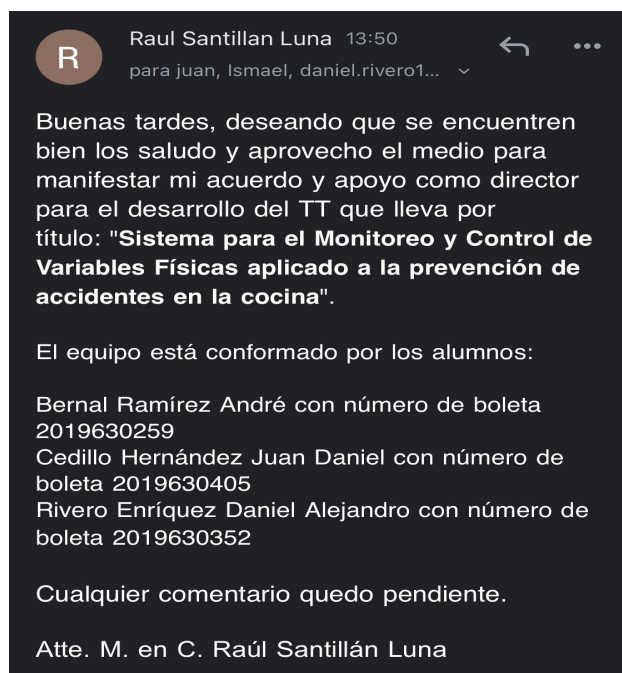 R
Raul Santillan Luna 13:50
para juan, Ismael, daniel.rivero1...
Buenas tardes, deseando que se encuentren
bien los saludo y aprovecho el medio para
manifestar mi acuerdo y apoyo como director
para el desarrollo del TT que lleva por
título: "Sistema para el Monitoreo y Control de
Variables Físicas aplicado a la prevención de
accidentes en la cocina".
El equipo está conformado por los alumnos:
Bernal Ramírez André con número de boleta
2019630259
Cedillo Hernández Juan Daniel con número de
boleta 2019630405
Rivero Enríquez Daniel Alejandro con número de
boleta 2019630352
Cualquier comentario quedo pendiente.
Atte. M. en C. Raúl Santillán Luna